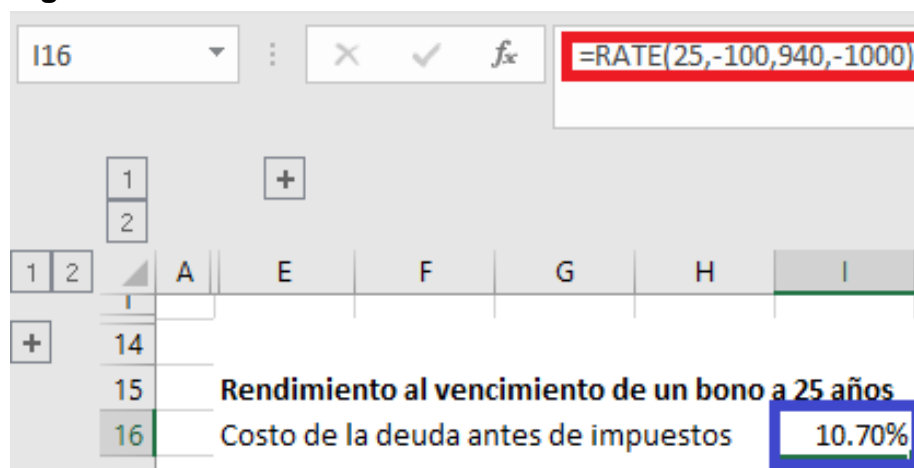 I16 fx =RATE(25,-100,940,-1000)
1
2
1 2 A E F G H I
14
15 Rendimiento al vencimiento de un bono a 25 años
16 Costo de la deuda antes de impuestos 10.70%